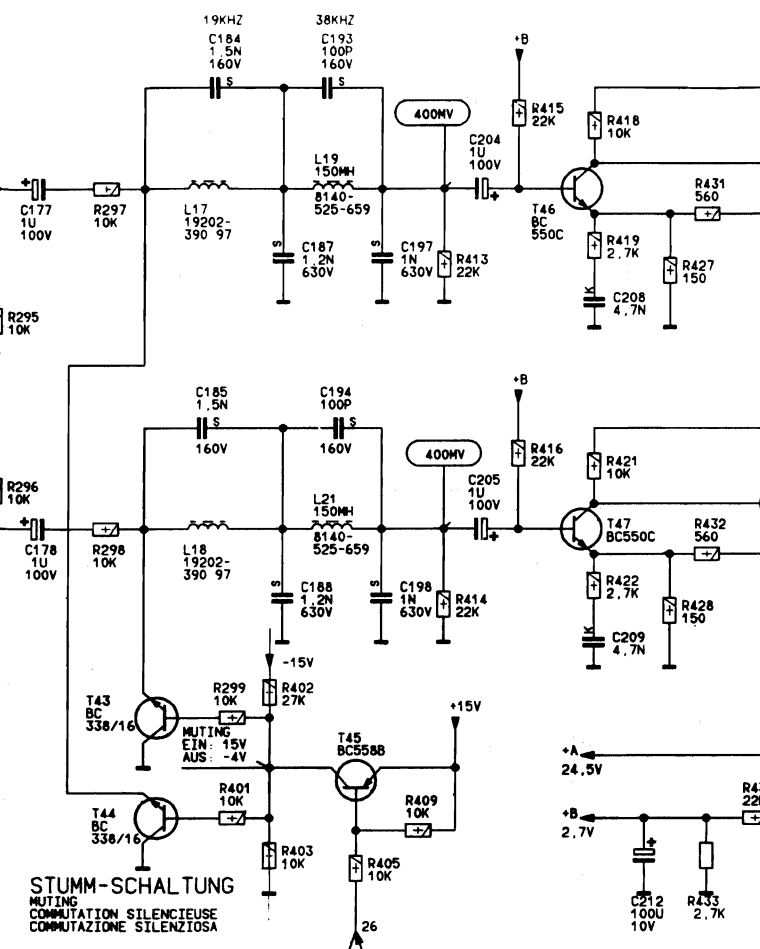 19KHZ
38KHZ
C184
1,5N
160V
S
C193
100P
160V
S
+B
400MV
R415
22K
R418
10K
C204
1U
100V
+
L19
150MH
8140-
525-659
+
C177
1U
100V
R297
10K
L17
19202-
390 97
T46
BC
550C
R431
560
S
C187
1,2N
630V
S
C197
1N
630V
R413
22K
R419
2,7K
R427
150
K
C208
4,7N
R295
10K
+B
C185
1,5N
S
160V
C194
100P
S
160V
400MV
R416
22K
R421
10K
C205
1U
100V
+
R296
10K
L21
150MH
8140-
525-659
+
C178
1U
100V
R298
10K
L18
19202-
390 97
T47
BC550C
R432
560
S
C188
1,2N
630V
S
C198
1N
630V
R414
22K
R422
2,7K
R428
150
K
C209
4,7N
-15V
T43
BC
338/16
R299
10K
R402
27K
MUTING
EIN: 15V
AUS: -4V
T45
BC558B
+15V
+A
24,5V
T44
BC
338/16
R401
10K
R409
10K
+B
2,7V
R403
10K
R405
10K
+
C212
100U
10V
R433
2,7K
26
STUMM-SCHALTUNG
MUTING
COMMUTATION SILENCIEUSE
COMMUTAZIONE SILENZIOSA